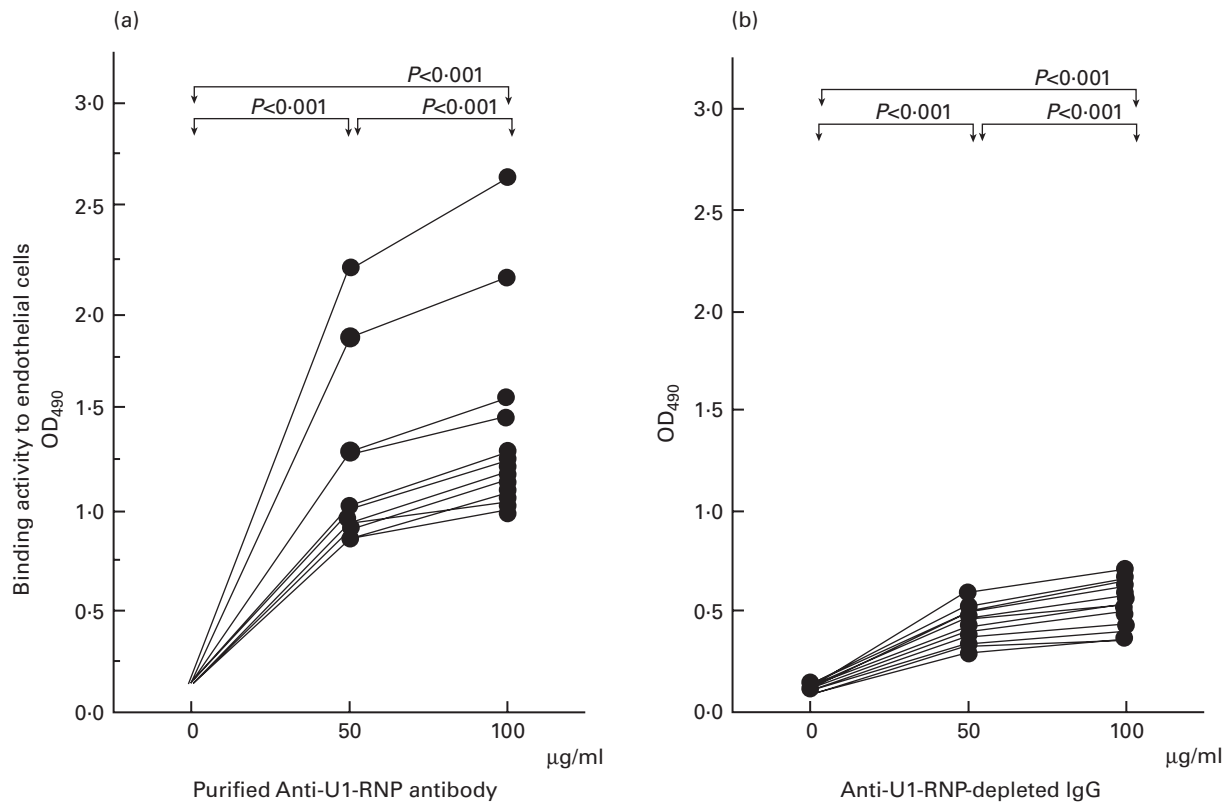 (a)
P<0·001
P<0·001
P<0·001
3·0
2·5
2·0
1·5
1·0
0·5
0·0
0
50
100
μg/ml
Binding activity to endothelial cells
OD490
Purified Anti-U1-RNP antibody
(b)
P<0·001
P<0·001
P<0·001
3·0
2·5
2·0
1·5
1·0
0·5
0·0
0
50
100
μg/ml
OD490
Anti-U1-RNP-depleted IgG